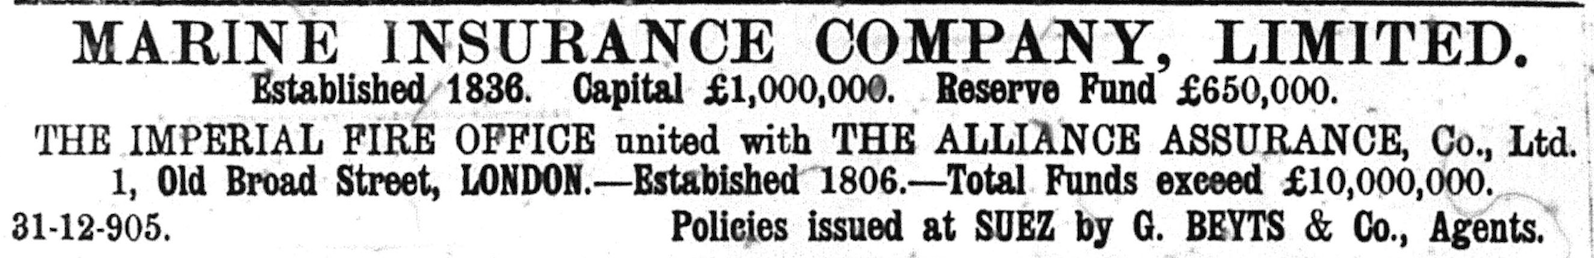 MARINE INSURANCE COMPANY, LIMITED.
Established 1836. Capital £1,000,000. Reserve Fund £650,000.
THE IMPERIAL FIRE OFFICE united with THE ALLIANCE ASSURANCE, Co., Ltd.
1, Old Broad Street, LONDON.—Estabished 1806.—Total Funds exceed £10,000,000.
31-12-905. Policies issued at SUEZ by G. BEYTS & Co., Agents.